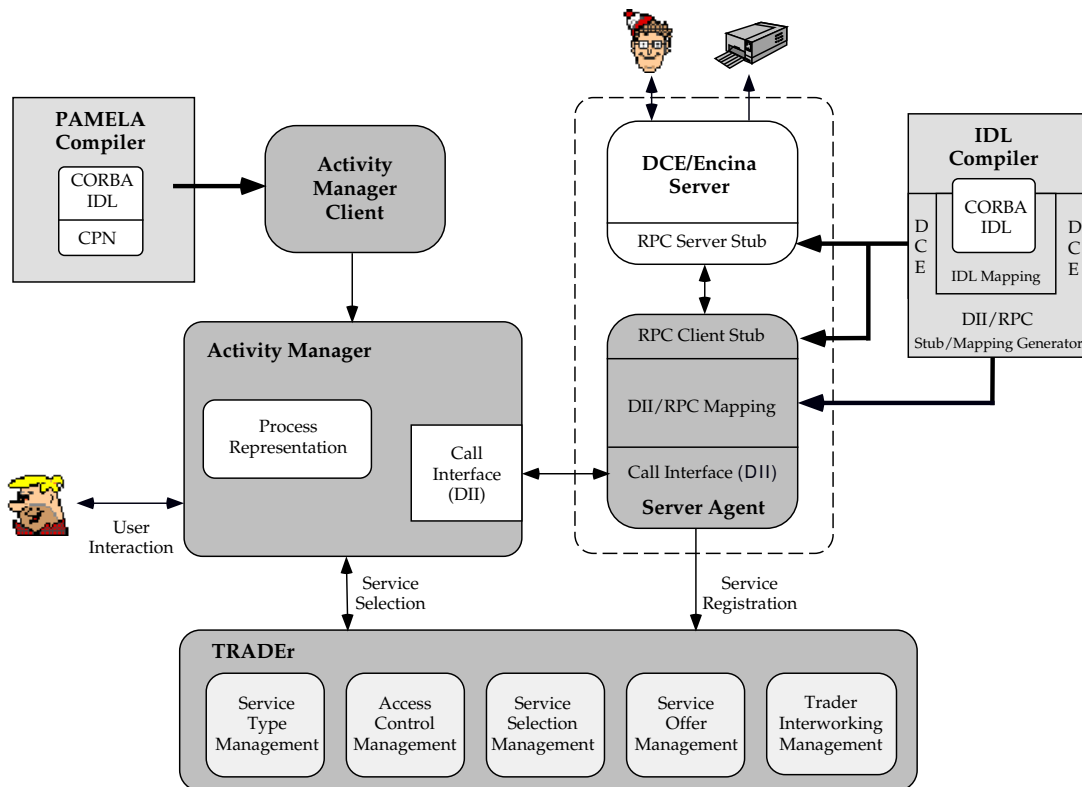 PAMELA
Compiler
CORBA
IDL
CPN
Activity
Manager
Client
DCE/Encina
Server
RPC Server Stub
IDL
Compiler
CORBA
IDL
DCE
DCE
IDL Mapping
DII/RPC
Stub/Mapping Generator
RPC Client Stub
DII/RPC Mapping
Call Interface (DII)
Server Agent
Activity Manager
Process
Representation
Call
Interface
(DII)
User
Interaction
Service
Selection
Service
Registration
TRADEr
Service
Type
Management
Access
Control
Management
Service
Selection
Management
Service
Offer
Management
Trader
Interworking
Management